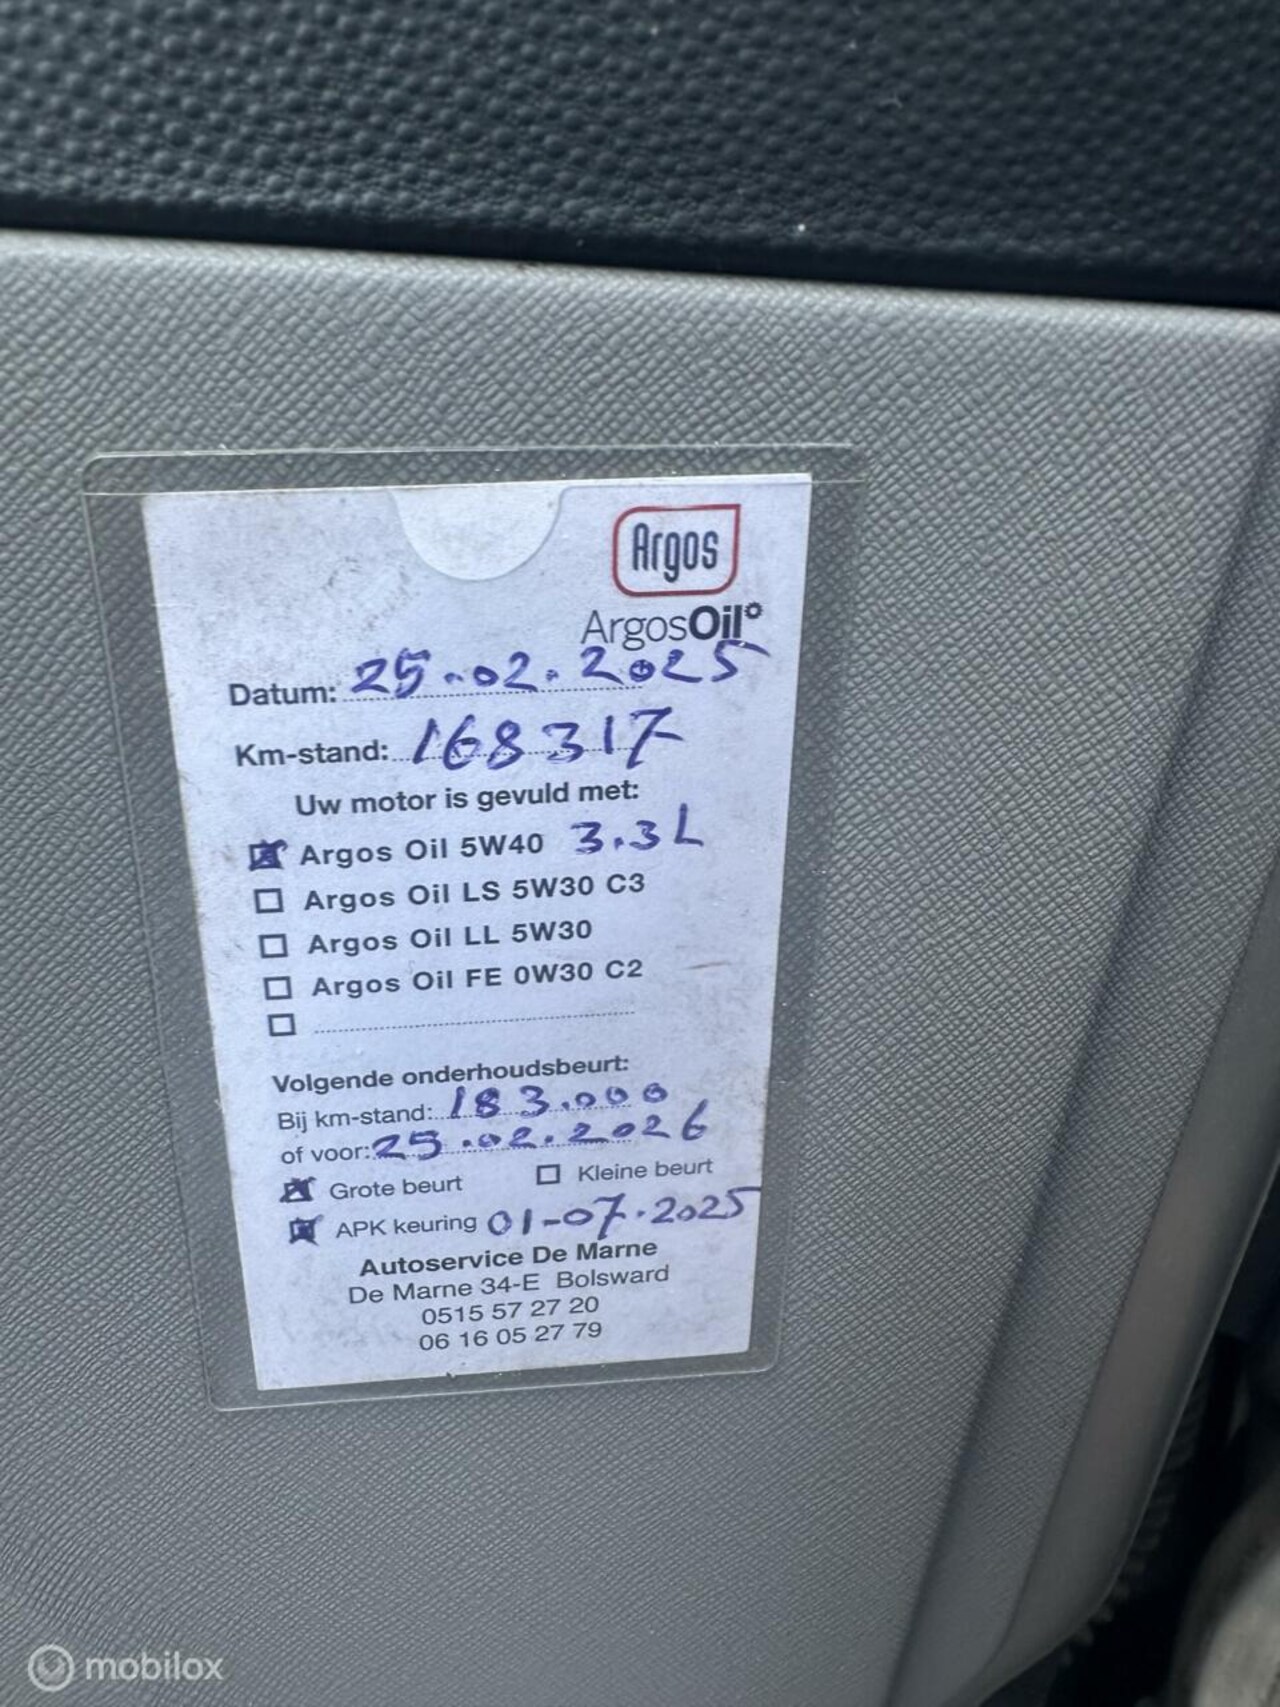 Argos
ArgosOil
Datum: 25-02.2025
Km-stand: 168317
Uw motor is gevuld met:
Argos Oil 5W40 3.3L
Argos Oil LS 5W30 C3
Argos Oil LL 5W30
Argos Oil FE 0W30 C2
Volgende onderhoudsbeurt:
Bij km-stand: 183.000
of voor: 25.02.2026
Grote beurt Kleine beurt
APK keuring 01-07.2025
Autoservice De Marne
De Marne 34-E Bolsward
0515 57 27 20
06 16 05 27 79
mobilox